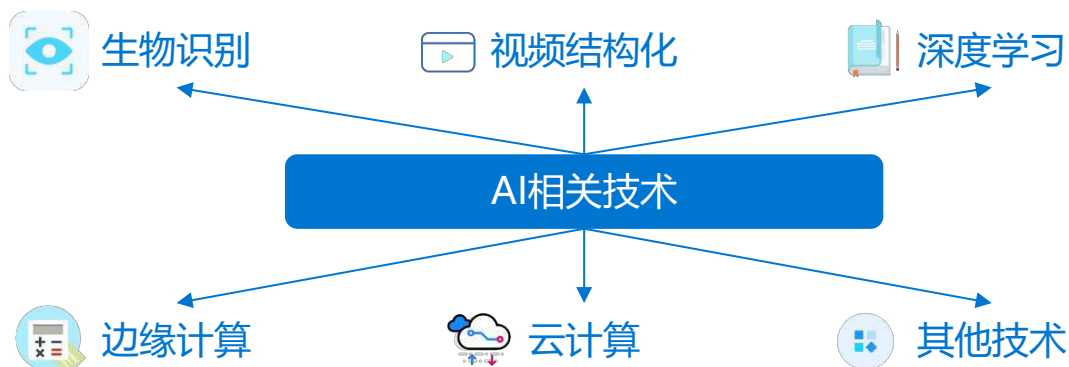 生物识别
视频结构化
深度学习
AI相关技术
边缘计算
云计算
其他技术